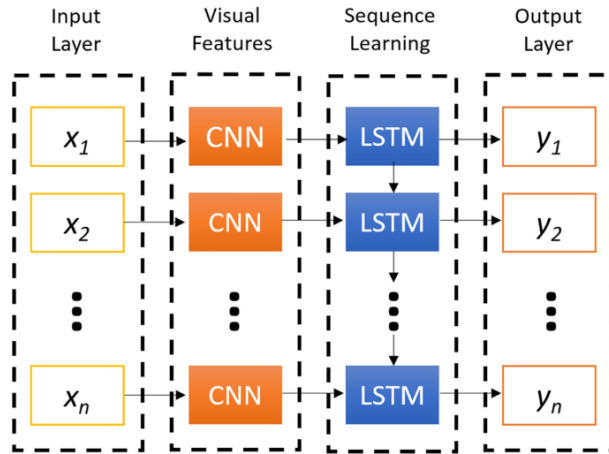 Input
Layer
Visual
Features
Sequence
Learning
Output
Layer
x1 CNN LSTM y1
x2 CNN LSTM y2
xn CNN LSTM yn